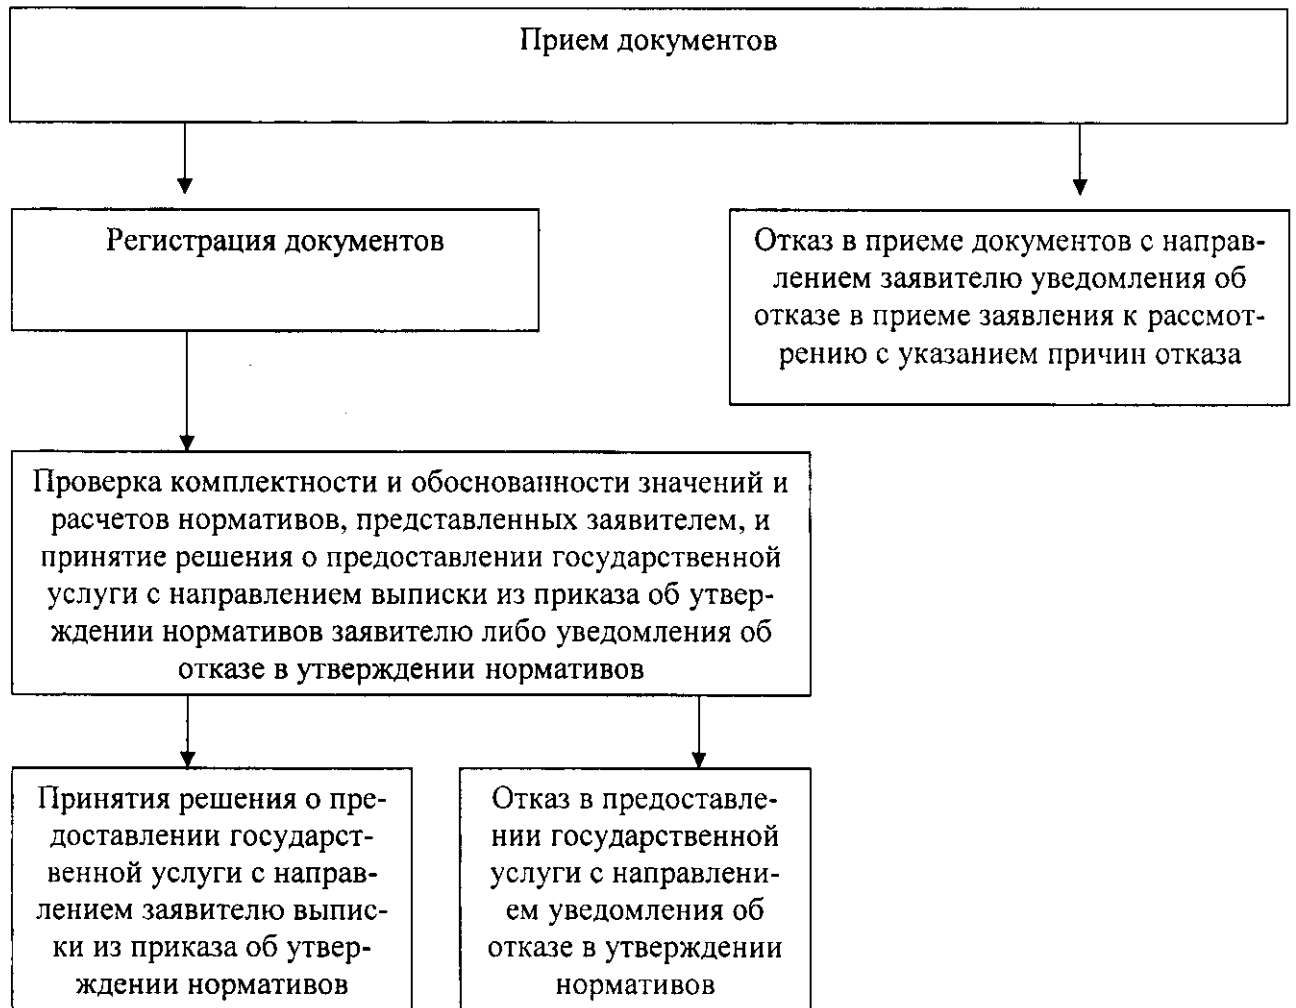 Прием документов
Регистрация документов
Отказ в приеме документов с направ-
лением заявителю уведомления об
отказе в приеме заявления к рассмот-
рению с указанием причин отказа
Проверка комплектности и обоснованности значений и
расчетов нормативов, представленных заявителем, и
принятие решения о предоставлении государственной
услуги с направлением выписки из приказа об утвер-
ждении нормативов заявителю либо уведомления об
отказе в утверждении нормативов
Принятия решения о пре-
доставлении государст-
венной услуги с направ-
лением заявителю выпис-
ки из приказа об утвер-
ждении нормативов
Отказ в предоставле-
нии государственной
услуги с направлени-
ем уведомления об
отказе в утверждении
нормативов